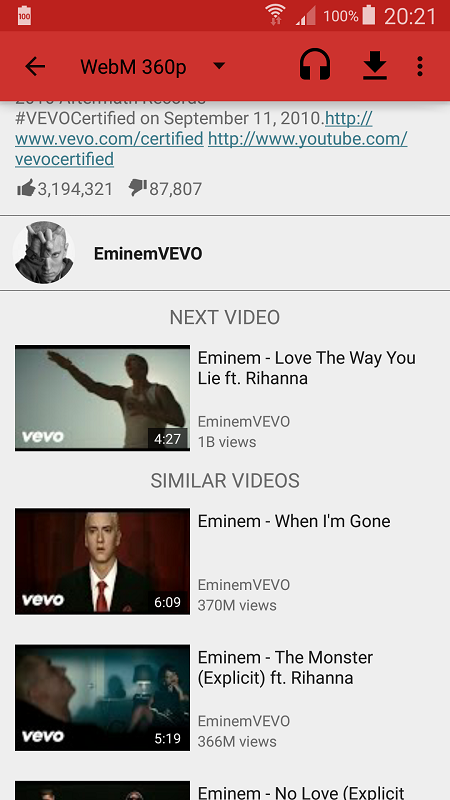 100
100%
20:21
WebM 360p
2010 Aftermath Records
#VEVOCertified on September 11, 2010.http://
www.vevo.com/certified http://www.youtube.com/
vevocertified
3,194,321
87,807
EminemVEVO
NEXT VIDEO
vevo
4:27
Eminem - Love The Way You
Lie ft. Rihanna
EminemVEVO
1B views
SIMILAR VIDEOS
vevo
6:09
Eminem - When I'm Gone
EminemVEVO
370M views
vevo
5:19
Eminem - The Monster
(Explicit) ft. Rihanna
EminemVEVO
366M views
Eminem - No Love (Explicit